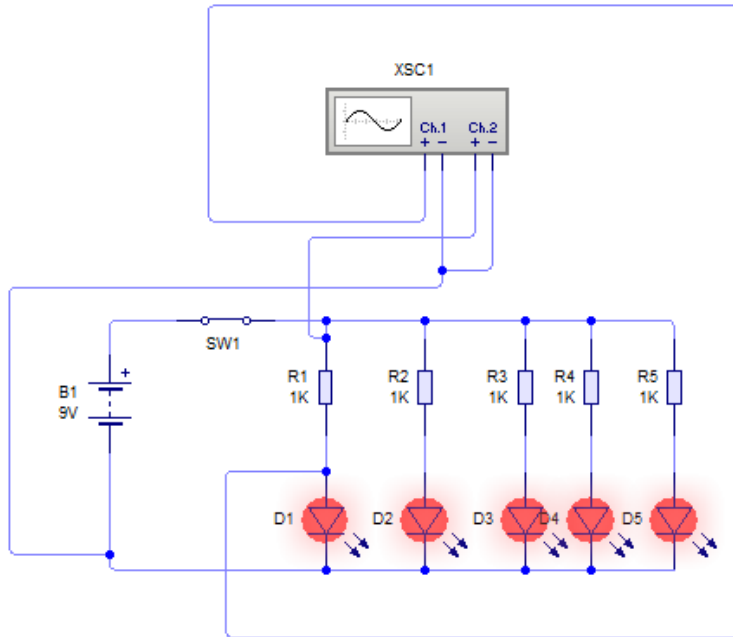 XSC1
Ch.1 Ch.2
+ − + −
SW1
+
B1
9V
R1
1K
R2
1K
R3
1K
R4
1K
R5
1K
D1
D2
D3
D4
D5